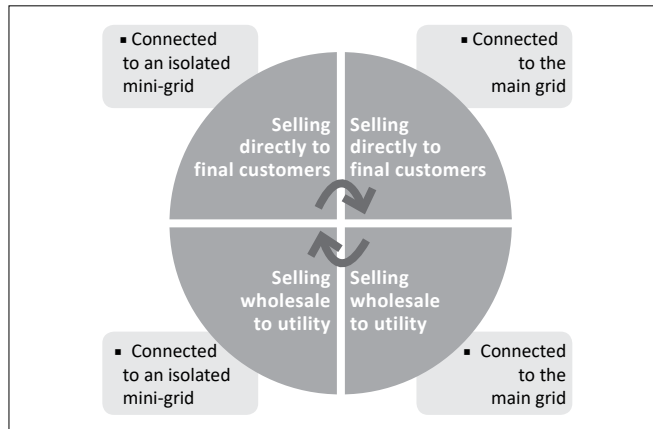 ▪ Connected
to an isolated
mini-grid
▪ Connected
to the
main grid
Selling
directly to
final customers
Selling
directly to
final customers
Selling
wholesale
to utility
Selling
wholesale
to utility
▪ Connected
to an isolated
mini-grid
▪ Connected
to the
main grid